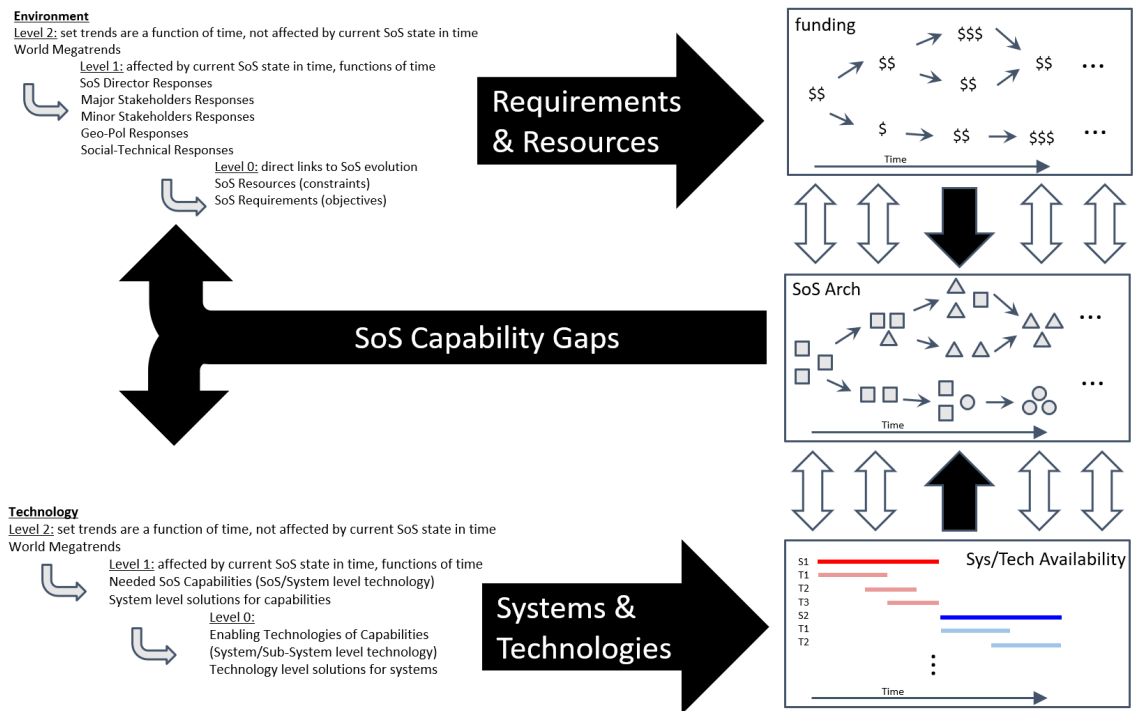 Environment
Level 2: set trends are a function of time, not affected by current SoS state in time
World Megatrends
Level 1: affected by current SoS state in time, functions of time
SoS Director Responses
Major Stakeholders Responses
Minor Stakeholders Responses
Geo-Pol Responses
Social-Technical Responses
Level 0: direct links to SoS evolution
SoS Resources (constraints)
SoS Requirements (objectives)
Requirements
& Resources
funding
$$
$$
$
$$$
$$
$$
$$
$$$
...
...
Time
SoS Capability Gaps
SoS Arch
...
...
Time
Technology
Level 2: set trends are a function of time, not affected by current SoS state in time
World Megatrends
Level 1: affected by current SoS state in time, functions of time
Needed SoS Capabilities (SoS/System level technology)
System level solutions for capabilities
Level 0:
Enabling Technologies of Capabilities
(System/Sub-System level technology)
Technology level solutions for systems
Systems &
Technologies
Sys/Tech Availability
S1
T1
T2
T3
S2
T1
T2
Time